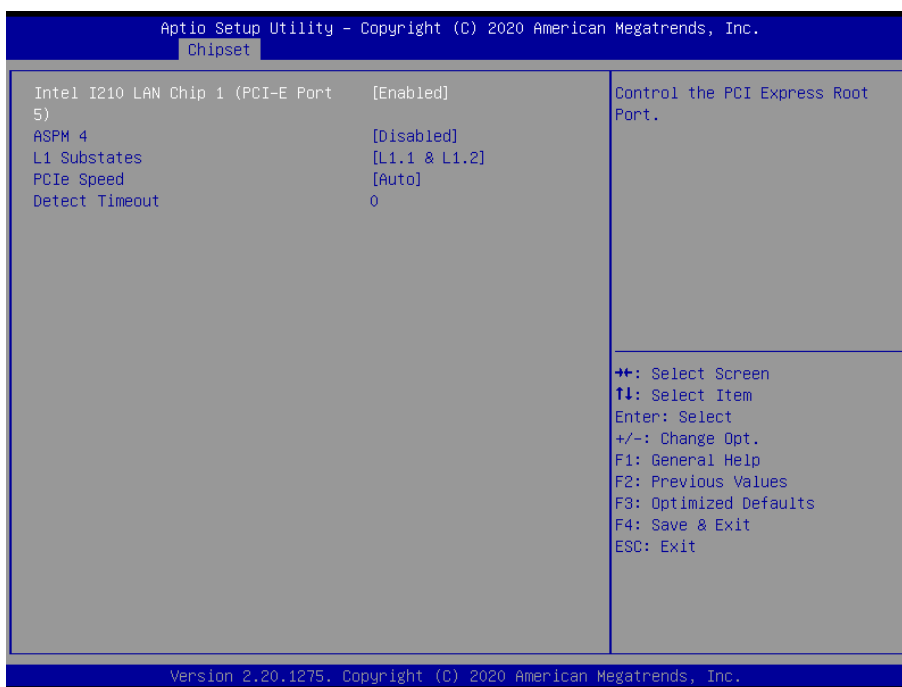 Aptio Setup Utility – Copyright (C) 2020 American Megatrends, Inc.
Chipset
Intel I210 LAN Chip 1 (PCI-E Port 5) [Enabled]
ASPM 4 [Disabled]
L1 Substates [L1.1 & L1.2]
PCIe Speed [Auto]
Detect Timeout 0
Control the PCI Express Root
Port.
→←: Select Screen
↑↓: Select Item
Enter: Select
+/-: Change Opt.
F1: General Help
F2: Previous Values
F3: Optimized Defaults
F4: Save & Exit
ESC: Exit
Version 2.20.1275. Copyright (C) 2020 American Megatrends, Inc.